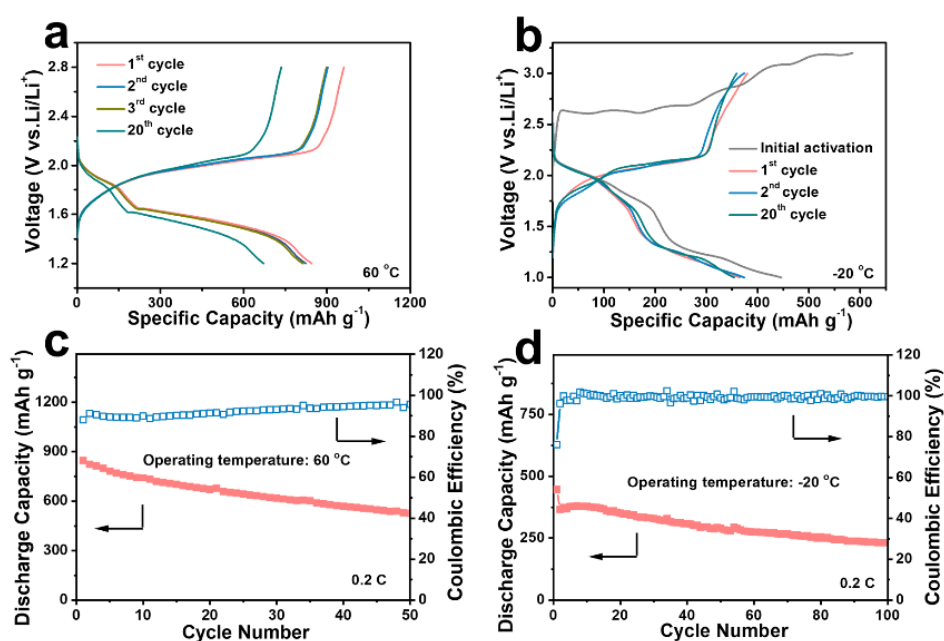 a
1st cycle
2nd cycle
3rd cycle
20th cycle
60 °C
2.8
2.4
2.0
1.6
1.2
0 300 600 900 1200
Voltage (V vs.Li/Li+)
Specific Capacity (mAh g-1)
b
Initial activation
1st cycle
2nd cycle
20th cycle
-20 °C
3.0
2.5
2.0
1.5
1.0
0 100 200 300 400 500 600
Voltage (V vs.Li/Li+)
Specific Capacity (mAh g-1)
c
Operating temperature: 60 °C
0.2 C
1200
900
600
300
0
120
100
80
60
40
20
0
0 10 20 30 40 50
Discharge Capacity (mAh g-1)
Coulombic Efficiency (%)
Cycle Number
d
Operating temperature: -20 °C
0.2 C
750
500
250
0
120
100
80
60
40
20
0
0 20 40 60 80 100
Discharge Capacity (mAh g-1)
Coulombic Efficiency (%)
Cycle Number